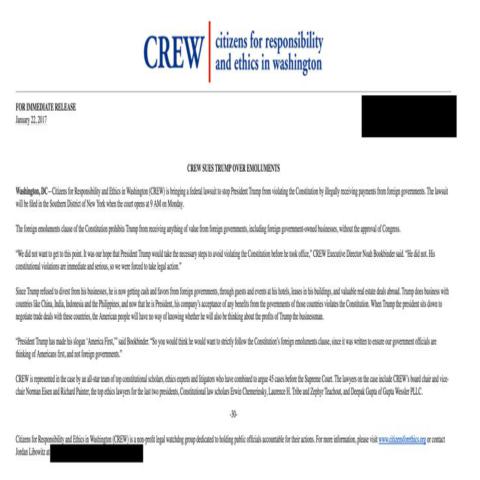 CREW
citizens for responsibility
and ethics in washington
FOR IMMEDIATE RELEASE
January 22, 2017
CREW SUES TRUMP OVER EMOLUMENTS
Washington, DC – Citizens for Responsibility and Ethics in Washington (CREW) is bringing a federal lawsuit to stop President Trump from violating the Constitution by illegally receiving payments from foreign governments. The lawsuit
will be filed in the Southern District of New York when the court opens at 9 AM on Monday.
The foreign emoluments clause of the Constitution prohibits Trump from receiving anything of value from foreign governments, including foreign government-owned businesses, without the approval of Congress.
“We did not want to get to this point. It was our hope that President Trump would take the necessary steps to avoid violating the Constitution before he took office,” CREW Executive Director Noah Bookbinder said. “He did not. His
constitutional violations are immediate and serious, so we were forced to take legal action.”
Since Trump refused to divest from his businesses, he is now getting cash and favors from foreign governments, through guests and events at his hotels, leases in his buildings, and valuable real estate deals abroad. Trump does business with
countries like China, India, Indonesia and the Philippines, and now that he is President, his company’s acceptance of any benefits from the governments of those countries violates the Constitution. When Trump the president sits down to
negotiate trade deals with these countries, the American people will have no way of knowing whether he will also be thinking about the profits of Trump the businessman.
“President Trump has made his slogan ‘America First,’” said Bookbinder. “So you would think he would want to strictly follow the Constitution’s foreign emoluments clause, since it was written to ensure our government officials are
thinking of Americans first, and not foreign governments.”
CREW is represented in the case by an all-star team of top constitutional scholars, ethics experts and litigators who have combined to argue 45 cases before the Supreme Court. The lawyers on the case include CREW’s board chair and vice-
chair Norman Eisen and Richard Painter, the top ethics lawyers for the last two presidents, Constitutional law scholars Erwin Chemerinsky, Laurence H. Tribe and Zephyr Teachout, and Deepak Gupta of Gupta Wessler PLLC.
-30-
Citizens for Responsibility and Ethics in Washington (CREW) is a non-profit legal watchdog group dedicated to holding public officials accountable for their actions. For more information, please visit www.citizensforethics.org or contact
Jordan Libowitz at